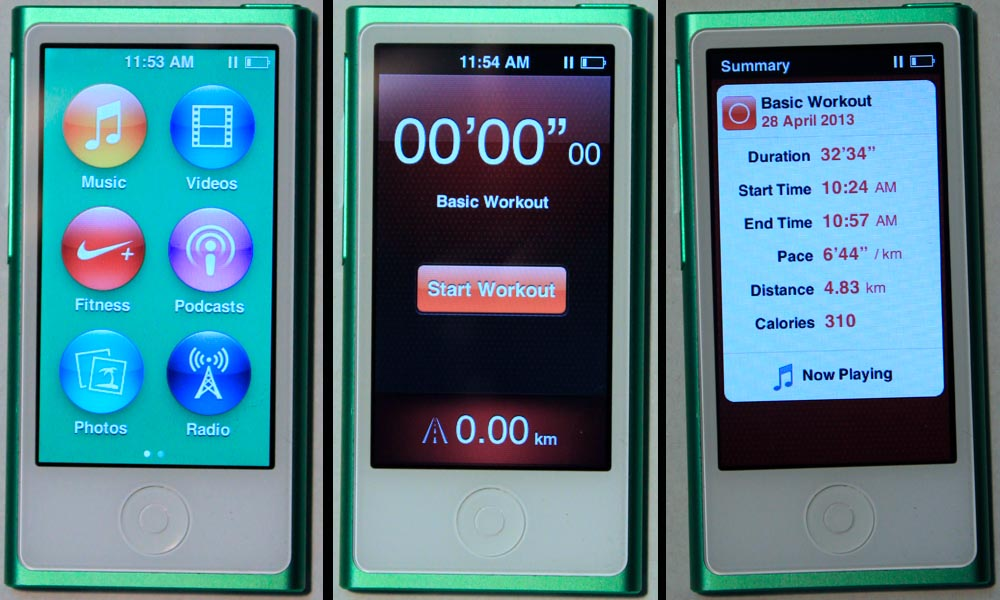 11:53 AM
Music
Videos
Fitness
Podcasts
Photos
Radio
11:54 AM
00’00”00
Basic Workout
Start Workout
0.00 km
Summary
Basic Workout
28 April 2013
Duration 32’34”
Start Time 10:24 AM
End Time 10:57 AM
Pace 6’44” / km
Distance 4.83 km
Calories 310
Now Playing